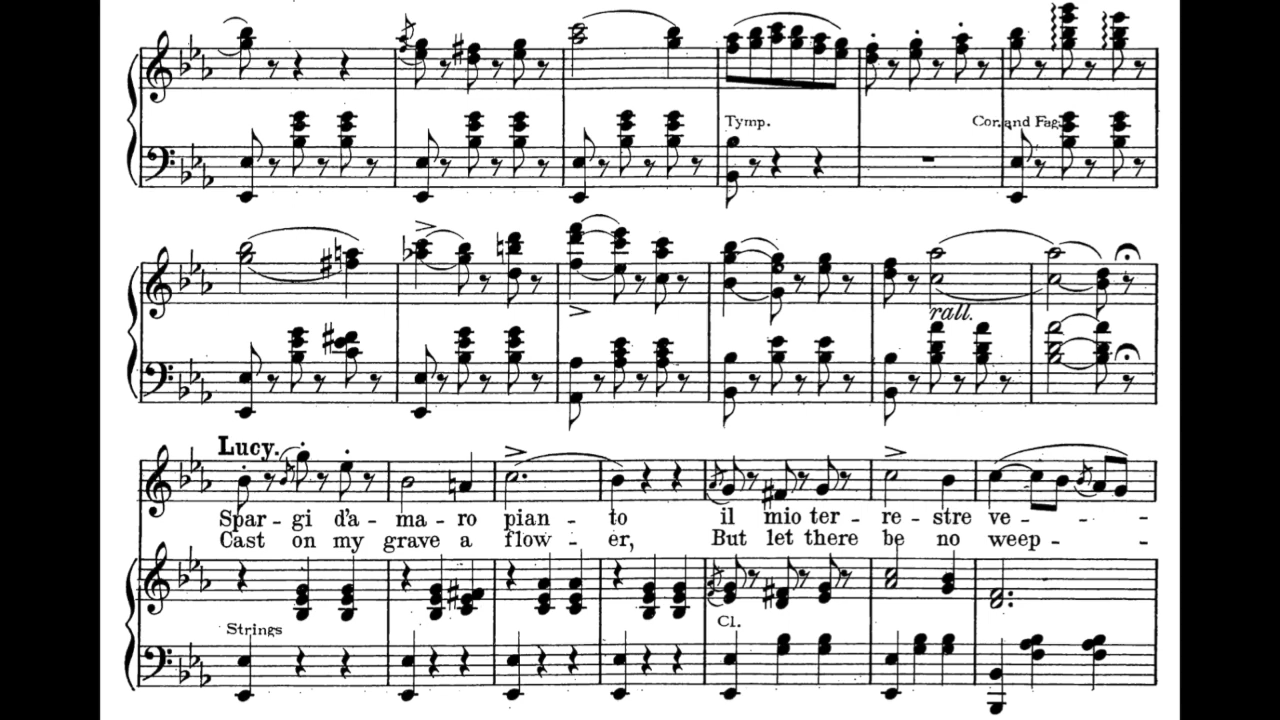 Tymp.
Cor. and Fag.
rall.
Lucy.
Spar - gi d'a - ma - ro pian - to il mio ter - re - stre ve - - - -
Cast on my grave a flow - er, But let there be no weep - -
Strings
Cl.